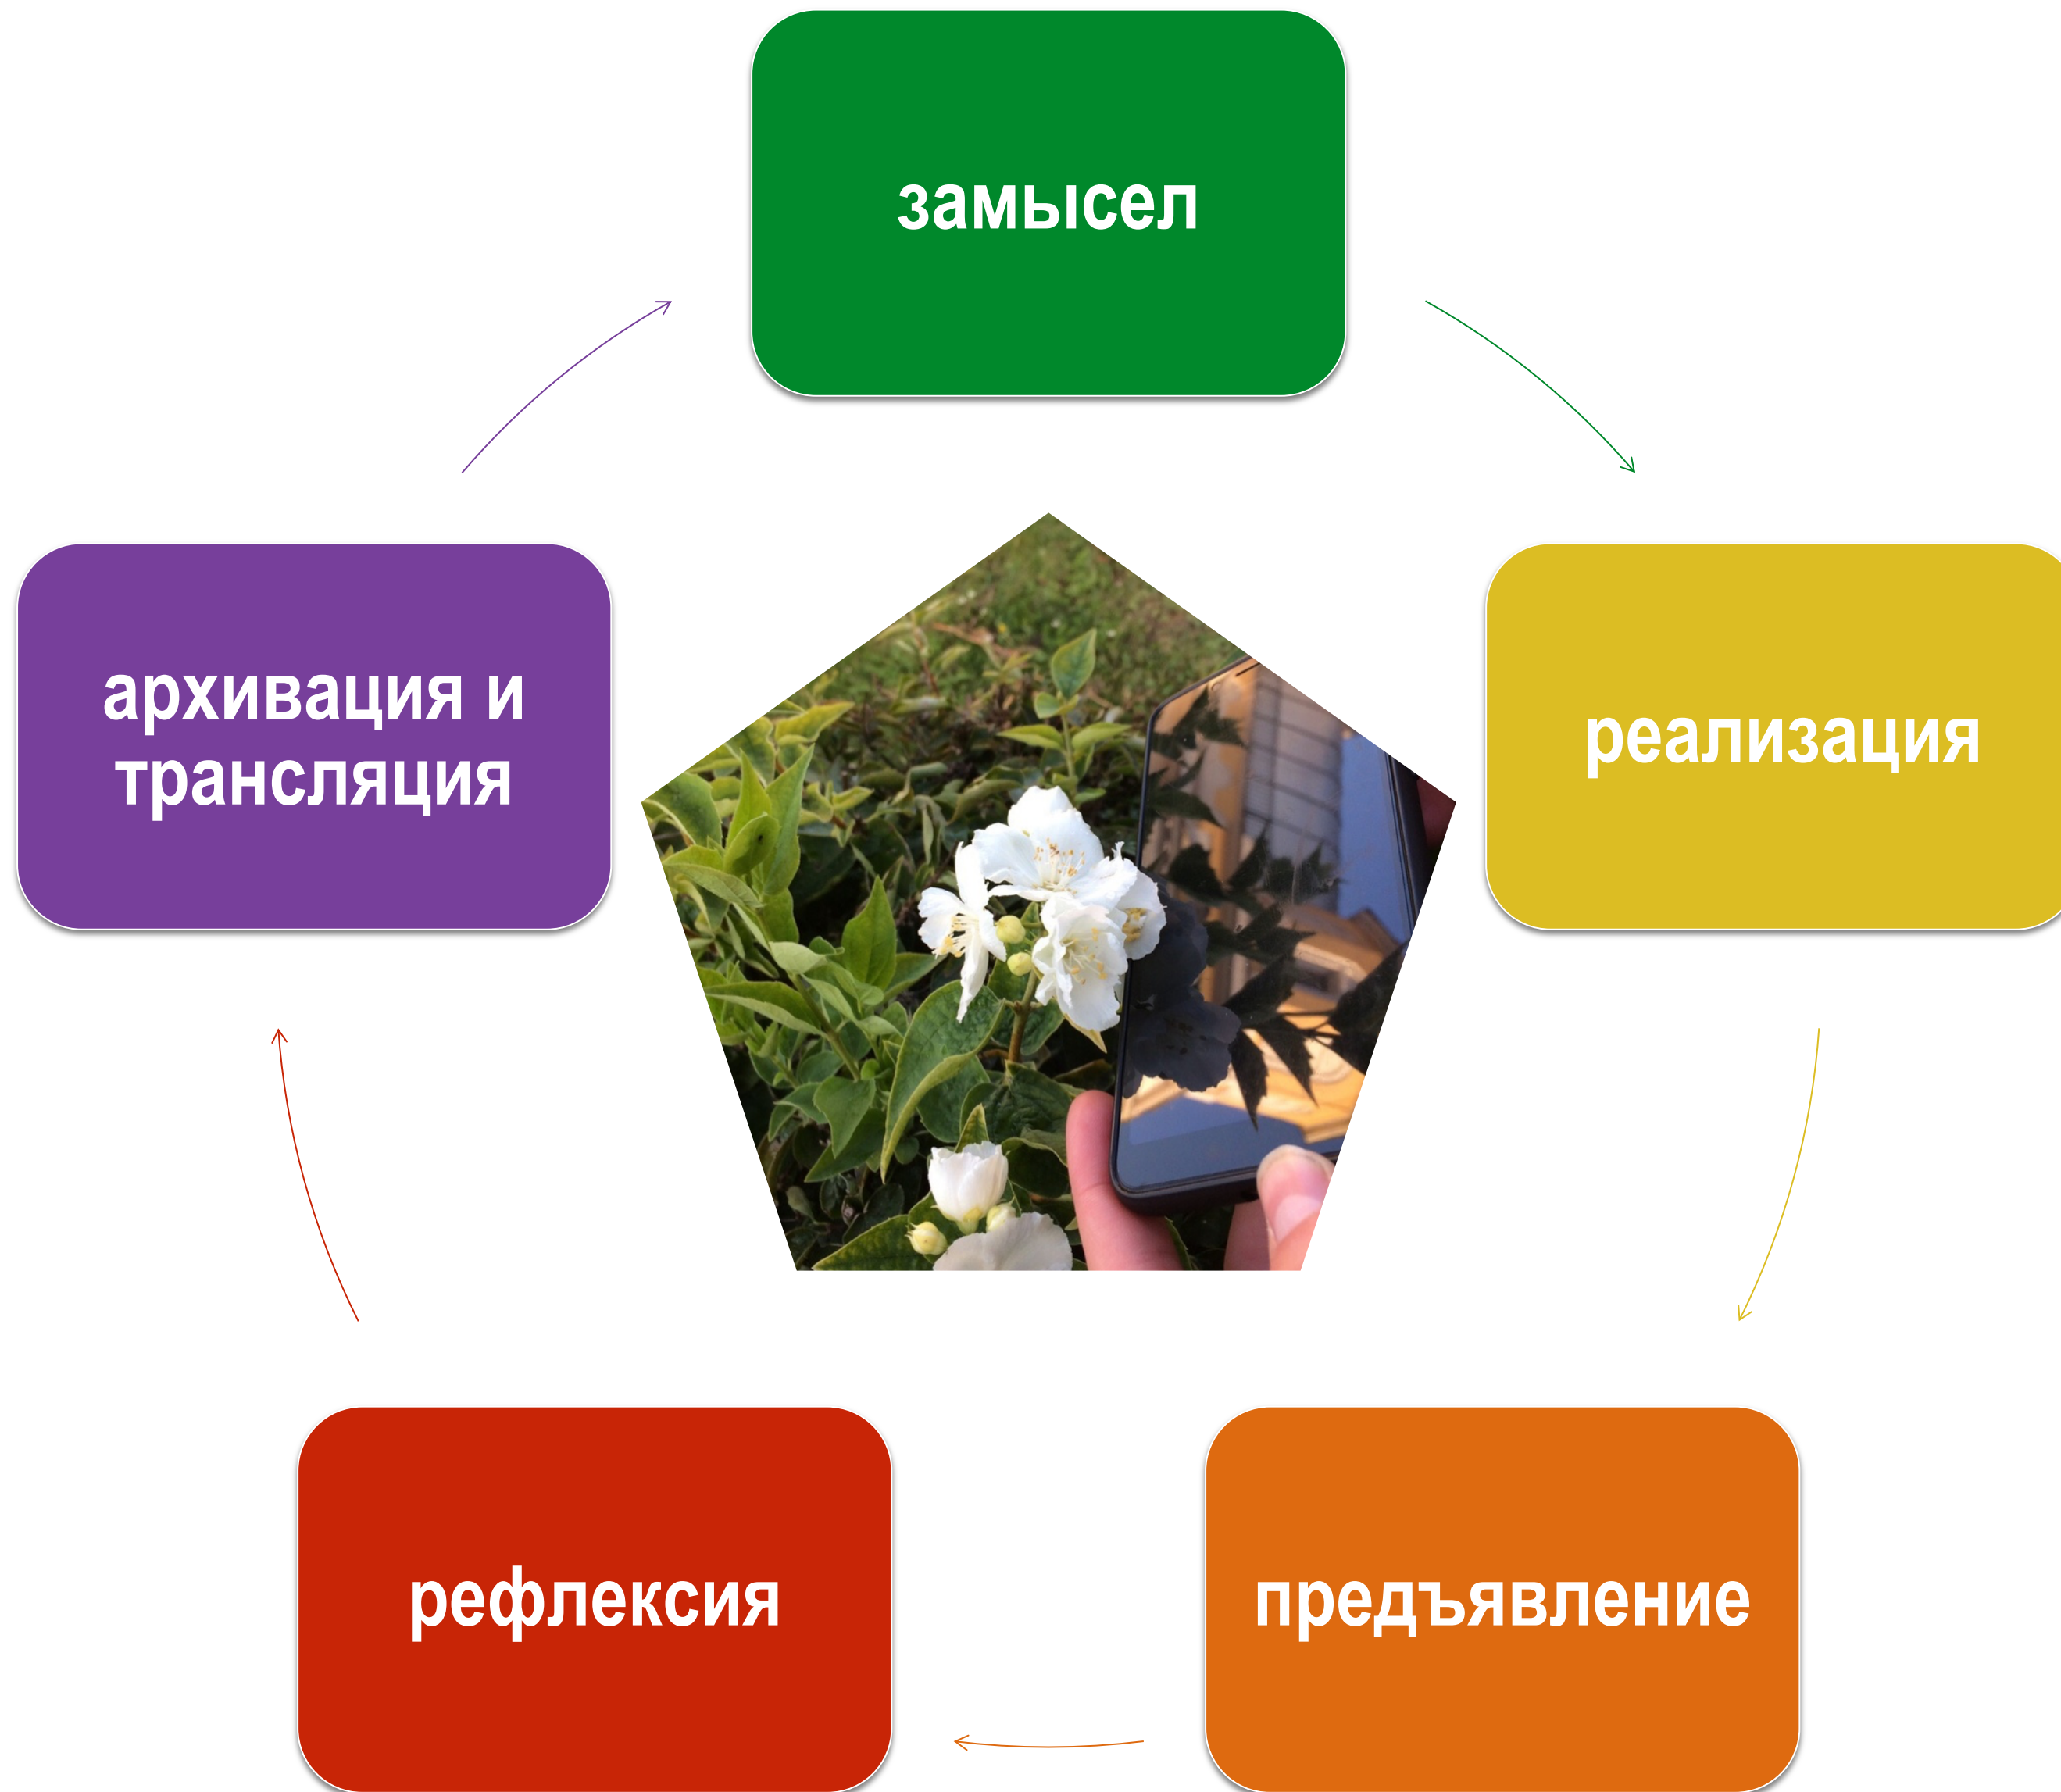 замысел
реализация
предъявление
рефлексия
архивация и
трансляция